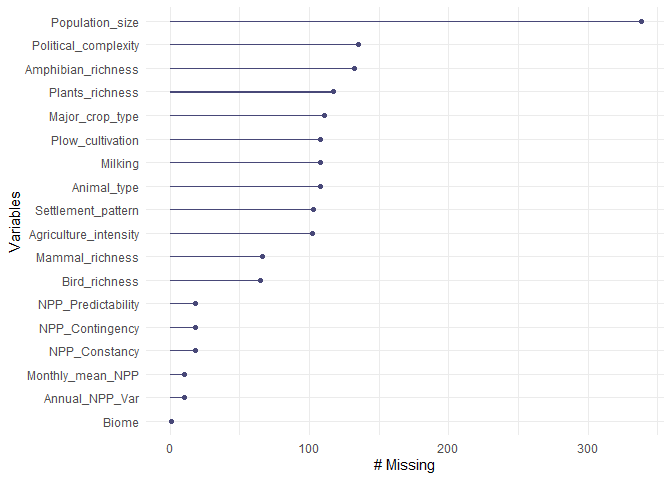 Population_size
Political_complexity
Amphibian_richness
Plants_richness
Major_crop_type
Plow_cultivation
Milking
Animal_type
Settlement_pattern
Agriculture_intensity
Mammal_richness
Bird_richness
NPP_Predictability
NPP_Contingency
NPP_Constancy
Monthly_mean_NPP
Annual_NPP_Var
Biome
Variables
0 100 200 300
# Missing